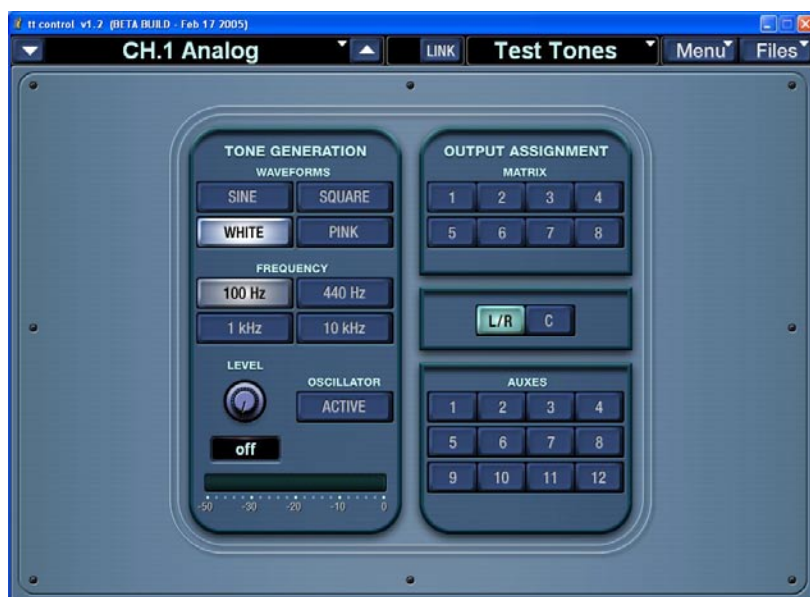 tt control v1.2 (BETA BUILD - Feb 17 2005)
CH.1 Analog LINK Test Tones Menu Files
TONE GENERATION
WAVEFORMS
SINE SQUARE
WHITE PINK
FREQUENCY
100 Hz 440 Hz
1 kHz 10 kHz
LEVEL
OSCILLATOR
ACTIVE
off
-50 -30 -20 -10 0
OUTPUT ASSIGNMENT
MATRIX
1 2 3 4
5 6 7 8
L/R C
AUXES
1 2 3 4
5 6 7 8
9 10 11 12